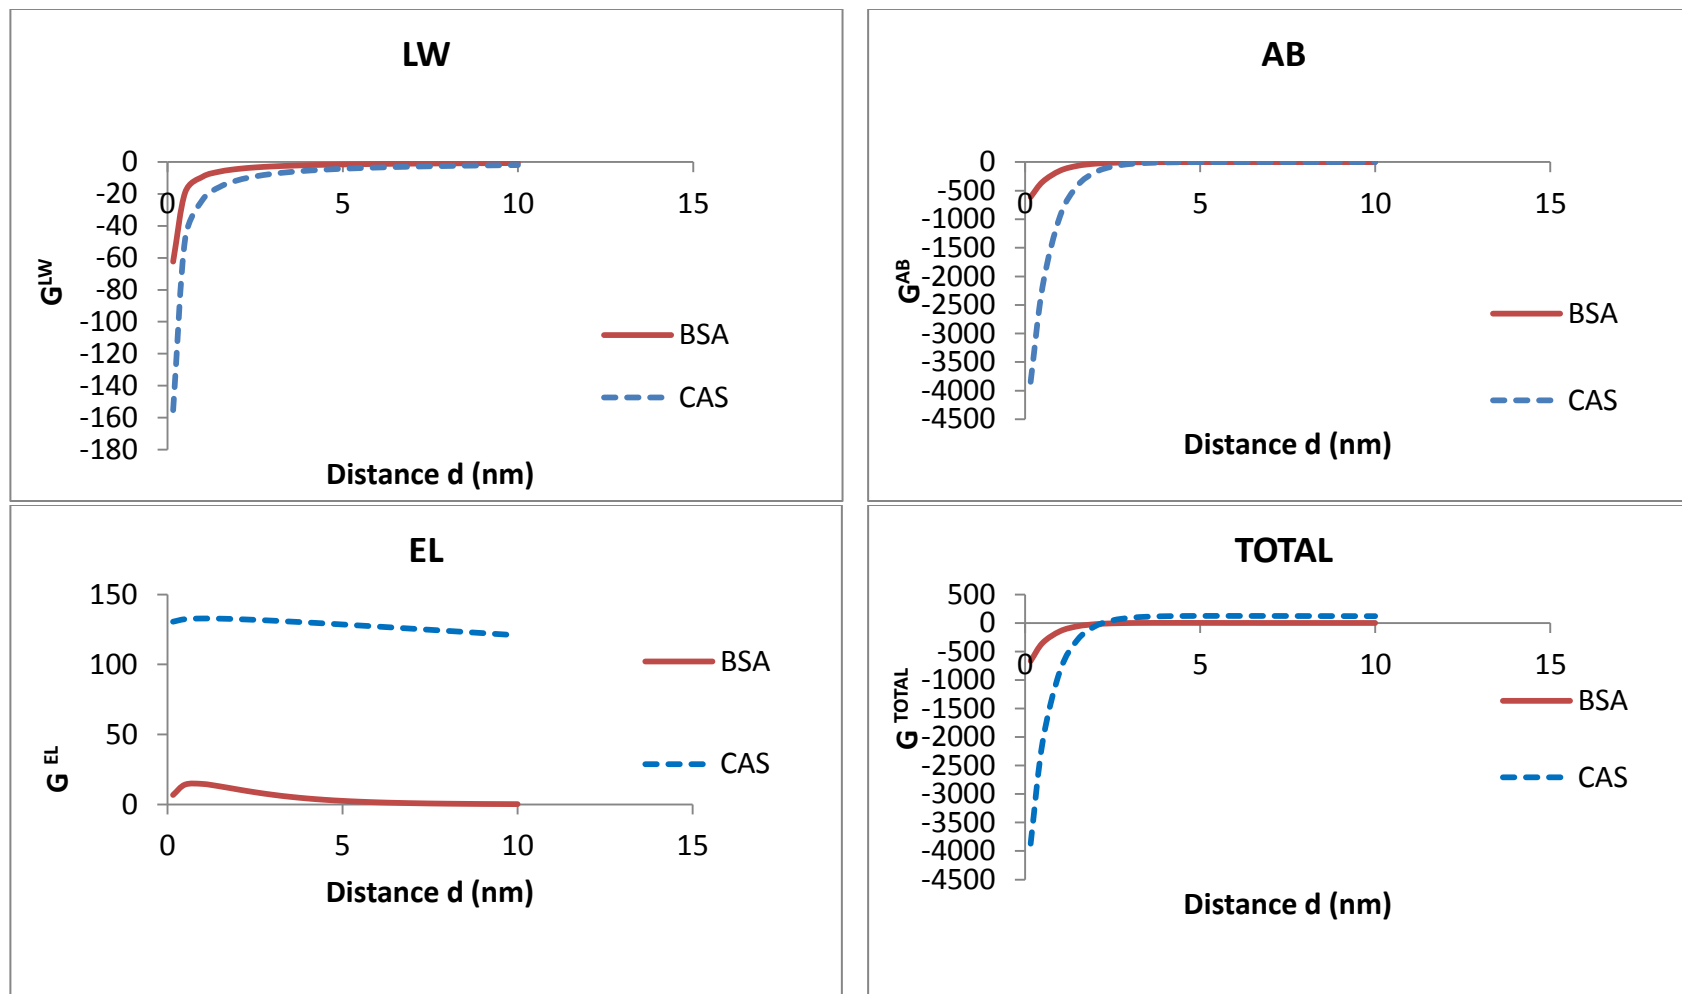 LW
0
-20
-40
-60
-80
-100
-120
-140
-160
-180
0
5
10
15
G^LW
Distance d (nm)
BSA
CAS
AB
0
-500
-1000
-1500
-2000
-2500
-3000
-3500
-4000
-4500
0
5
10
15
G^AB
Distance d (nm)
BSA
CAS
EL
150
100
50
0
0
5
10
15
G EL
Distance d (nm)
BSA
CAS
TOTAL
500
0
-500
-1000
-1500
-2000
-2500
-3000
-3500
-4000
-4500
0
5
10
15
G TOTAL
Distance d (nm)
BSA
CAS